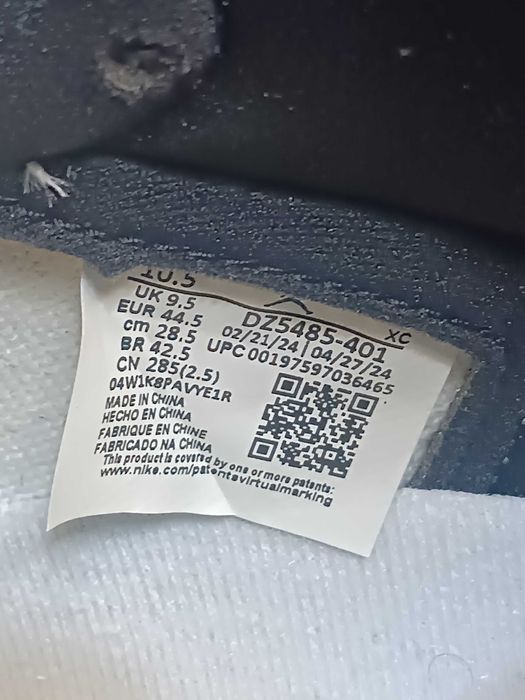 10.5
UK 9.5
EUR 44.5
cm 28.5
BR 42.5
CN 285(2.5)
04W1K8PAVYE1R
MADE IN CHINA
HECHO EN CHINA
FABRIQUE EN CHINE
FABRICADO NA CHINA
XC
DZ5485-401
02/21/24 | 04/27/24
UPC 00197597036465
This product is covered by one or more patents:
www.nike.com/patentsvirtualmarking